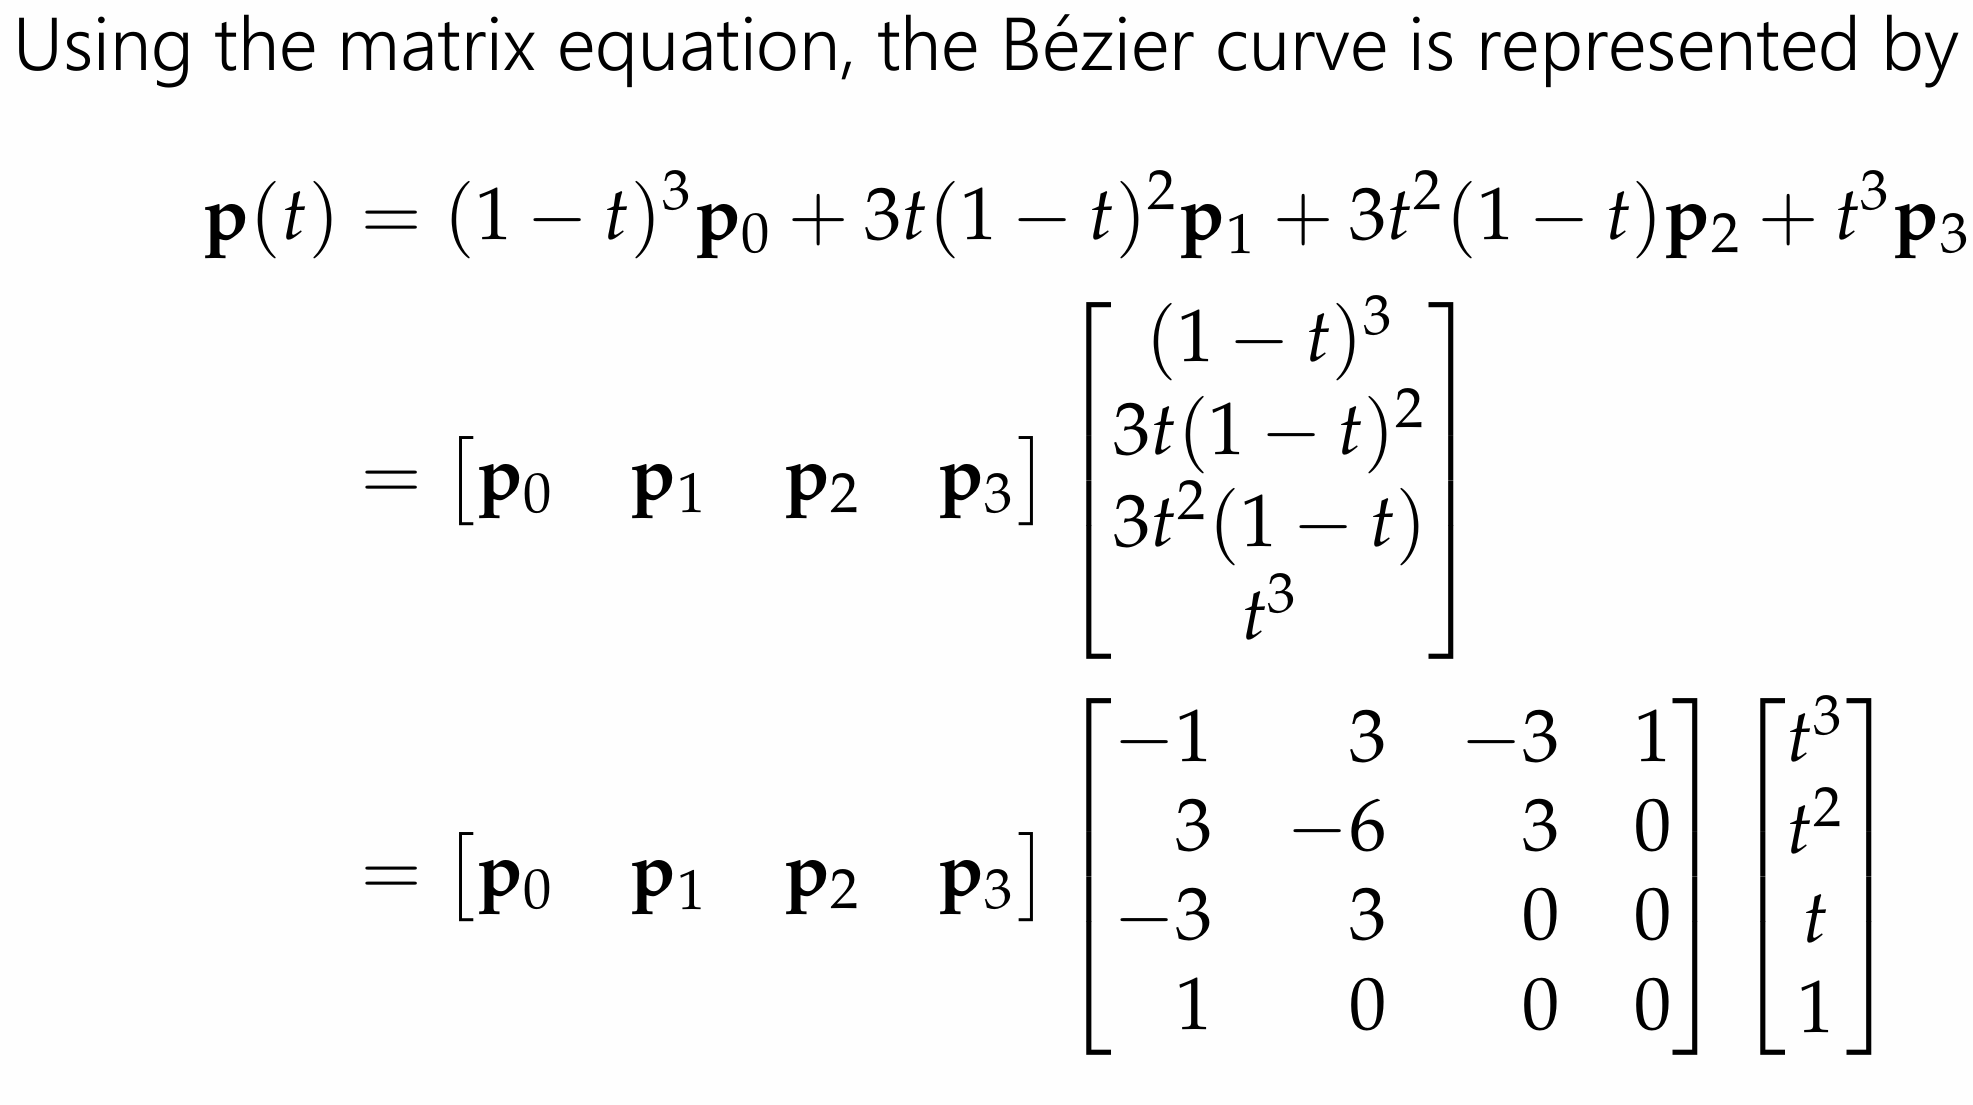 Using the matrix equation, the Bézier curve is represented by
p(t) = (1 − t)³p₀ + 3t(1 − t)²p₁ + 3t²(1 − t)p₂ + t³p₃
= [p₀ p₁ p₂ p₃] [(1 − t)³
3t(1 − t)²
3t²(1 − t)
t³]
= [p₀ p₁ p₂ p₃] [−1 3 −3 1
3 −6 3 0
−3 3 0 0
1 0 0 0] [t³
t²
t
1]